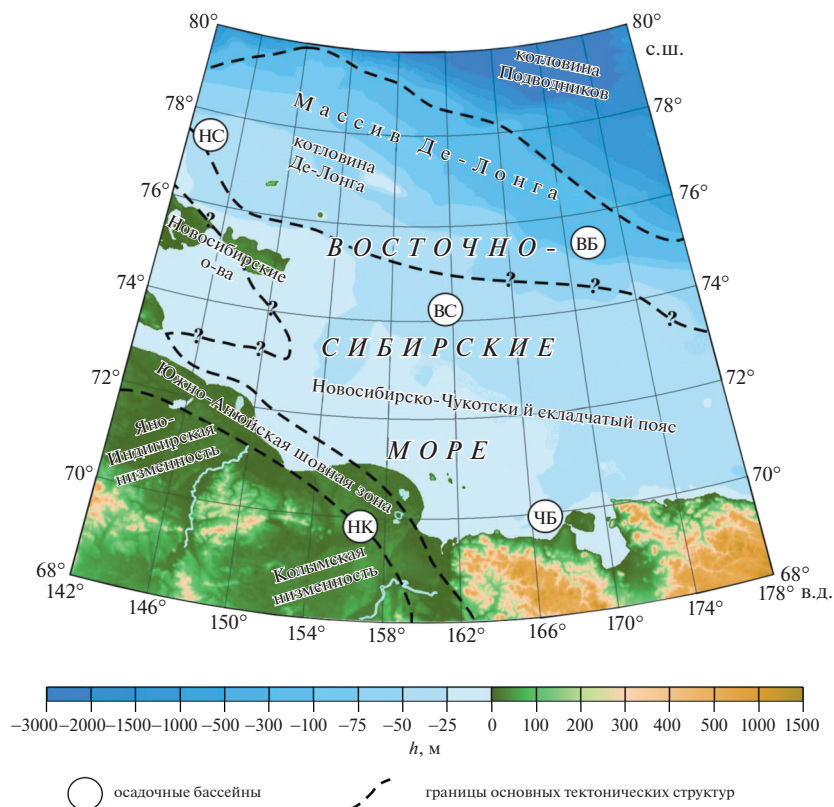 80°
80°
с.ш.
котловина
Подводников
78°
78°
Массив Де-Лонга
НС
котловина
Де-Лонга
76°
76°
ВБ
Новосибирские
о-ва
?
ВОСТОЧНО-
74°
74°
?
?
?
?
ВС
?
?
СИБИРСКИЕ
72°
72°
Новосибирско-Чукотски й складчатый пояс
Южно-Анюйская шовная зона
Яно-
Индигирская
низменность
МОРЕ
70°
70°
НК
ЧБ
Колымская
низменность
68°
68°
142°
146°
150°
154°
158°
162°
166°
170°
174°
178°
в.д.
−3000 −2000 −1500 −1000 −500 −300 −100 −75 −50 −25 0 100 200 300 400 500 1000 1500
h, м
осадочные бассейны
границы основных тектонических структур